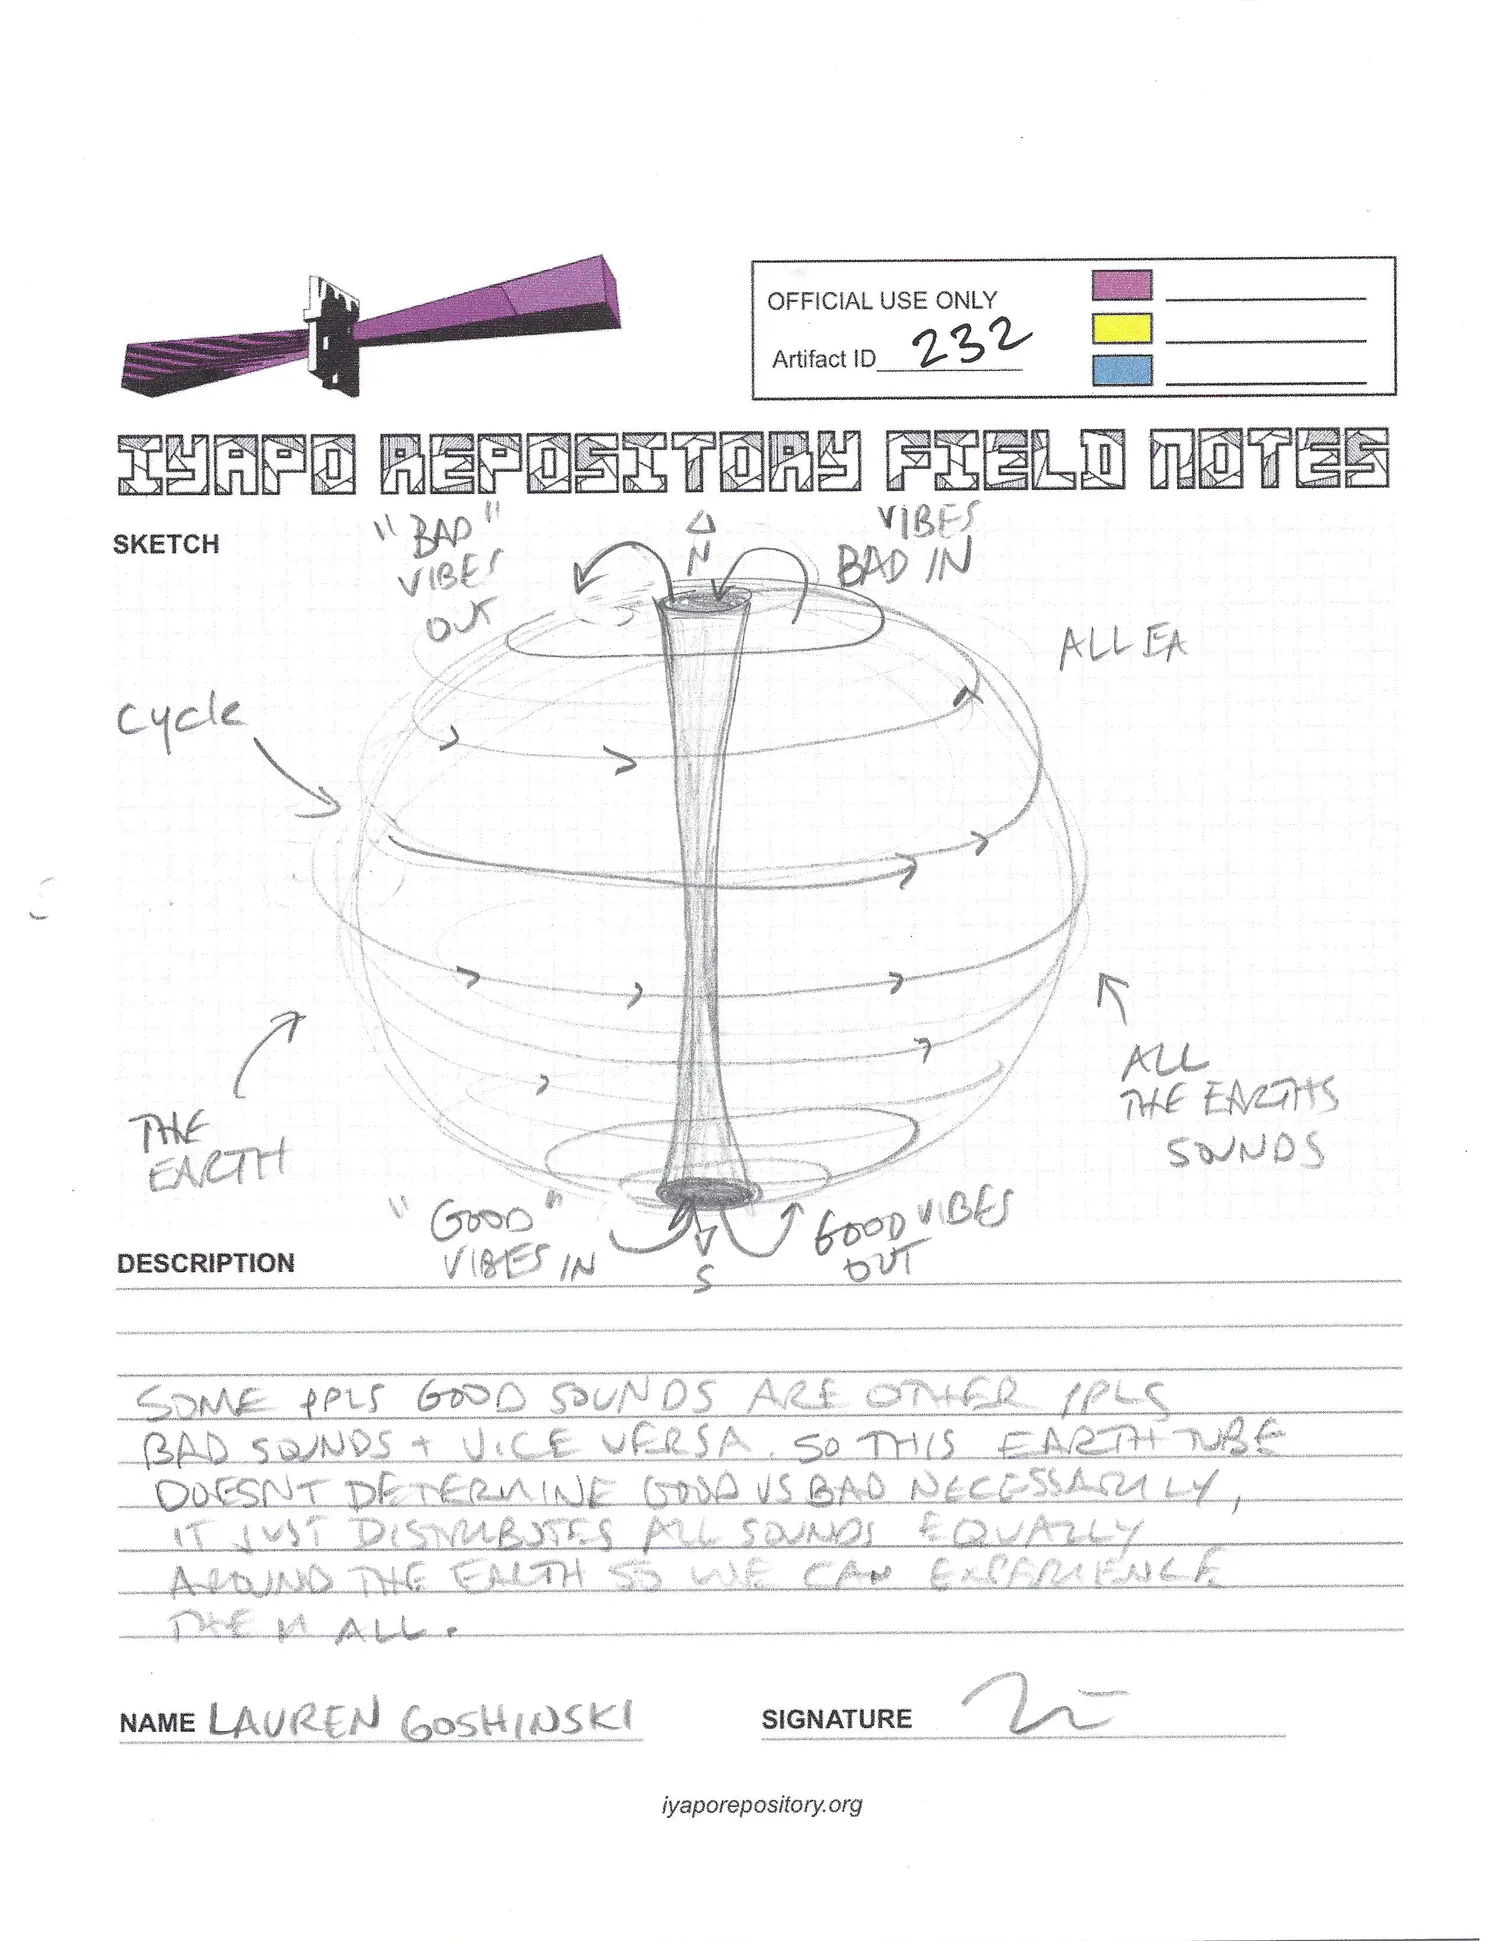 OFFICIAL USE ONLY
Artifact ID 232
IYAPO REPOSITORY FIELD NOTES
SKETCH
"BAD"
VIBES
OUT
N
VIBES
BAD IN
ALL EA
Cycle
THE
EARTH
ALL
THE EARTHS
SOUNDS
"GOOD"
VIBES IN
S
GOOD VIBES
OUT
DESCRIPTION
SOME PPLS GOOD SOUNDS ARE OTHER PPLS
BAD SOUNDS + VICE VERSA. SO THIS EARTH TUBE
DOESNT DETERMINE GOOD VS BAD NECESSARILY,
IT JUST DISTRIBUTES ALL SOUNDS EQUALLY
AROUND THE EARTH SO WE CAN EXPERIENCE
THEM ALL.
NAME LAUREN GOSHINSKI
SIGNATURE
iyaporepository.org